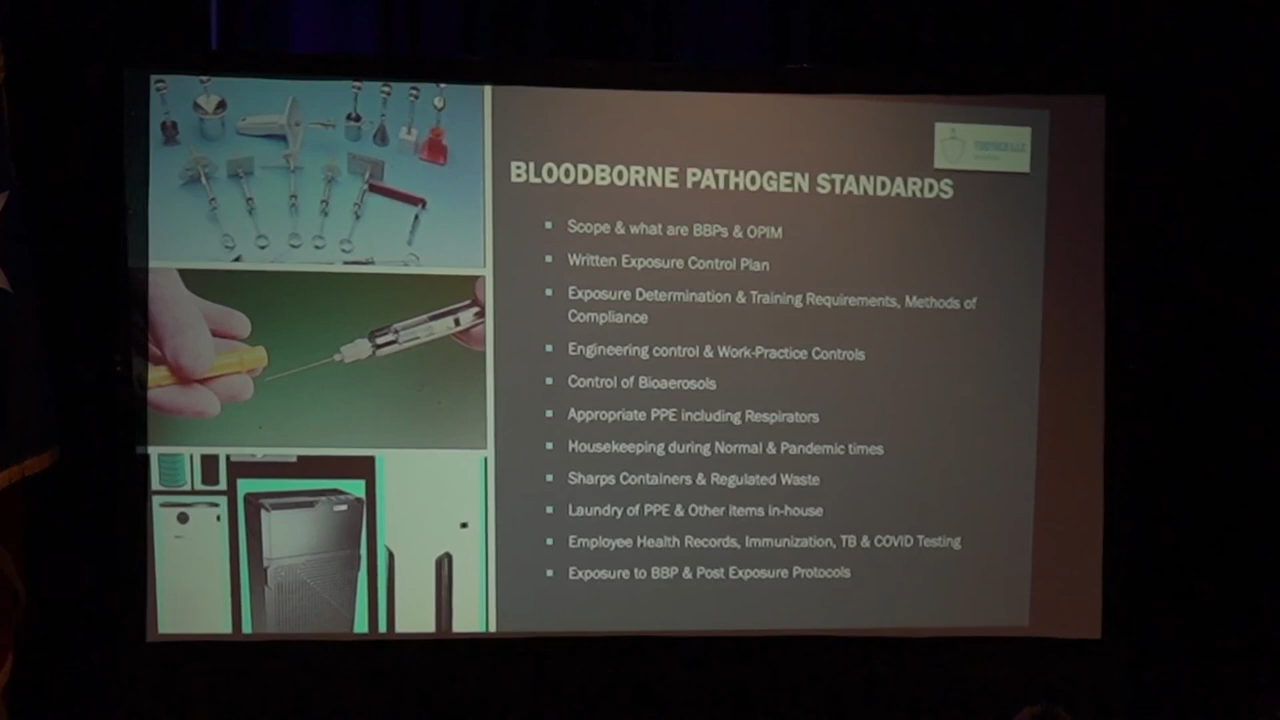 BLOODBORNE PATHOGEN STANDARDS
Scope & what are BBPs & OPIM
Written Exposure Control Plan
Exposure Determination & Training Requirements, Methods of
Compliance
Engineering control & Work-Practice Controls
Control of Bioaerosols
Appropriate PPE including Respirators
Housekeeping during Normal & Pandemic times
Sharps Containers & Regulated Waste
Laundry of PPE & Other items in-house
Employee Health Records, Immunization, TB & COVID Testing
Exposure to BBP & Post Exposure Protocols